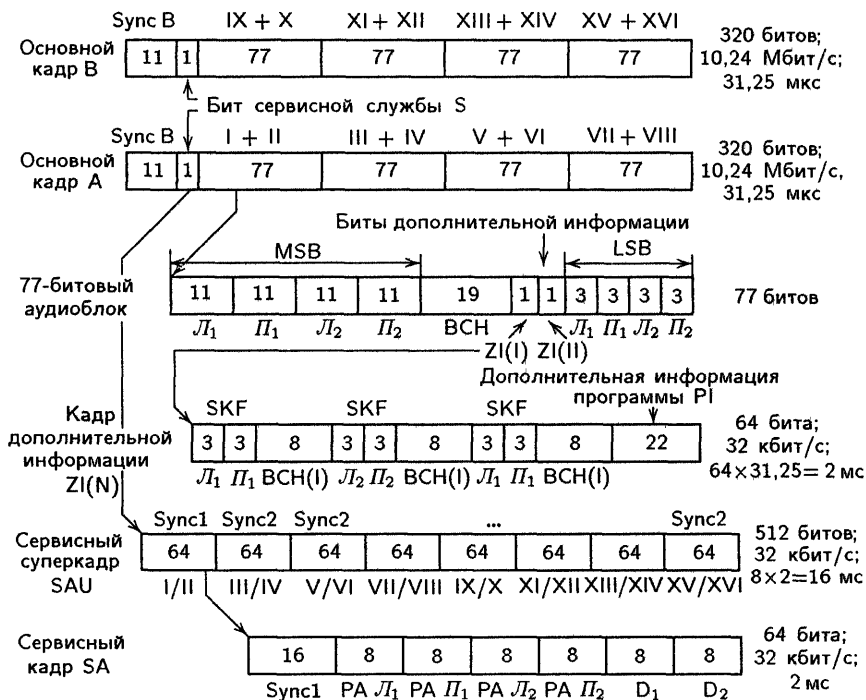 Sync B IX + X XI + XII XIII + XIV XV + XVI
Основной кадр B
11 1 77 77 77 77
320 битов;
10,24 Мбит/с;
31,25 мкс
Бит сервисной службы S
Sync B I + II III + IV V + VI VII + VIII
Основной кадр A
11 1 77 77 77 77
320 битов;
10,24 Мбит/с,
31,25 мкс
Биты дополнительной информации
MSB LSB
77-битовый аудиоблок
11 11 11 11 19 1 1 3 3 3 3
77 битов
Л1 П1 Л2 П2 BCH Л1 П1 Л2 П2
ZI(I) ZI(II)
Дополнительная информация
программы PI
SKF SKF SKF
Кадр
дополнительной
информации
ZI(N)
3 3 8 3 3 8 3 3 8 22
64 бита;
32 кбит/с;
64×31,25= 2 мс
Л1 П1 BCH(I) Л2 П2 BCH(I) Л1 П1 BCH(I)
Sync1 Sync2 Sync2 ... Sync2
Сервисный
суперкадр
SAU
64 64 64 64 64 64 64 64
512 битов;
32 кбит/с;
8×2=16 мс
I/II III/IV V/VI VII/VIII IX/X XI/XII XIII/XIV XV/XVI
Сервисный
кадр SA
16 8 8 8 8 8 8
64 бита;
32 кбит/с;
2 мс
Sync1 PA Л1 PA П1 PA Л2 PA П2 D1 D2